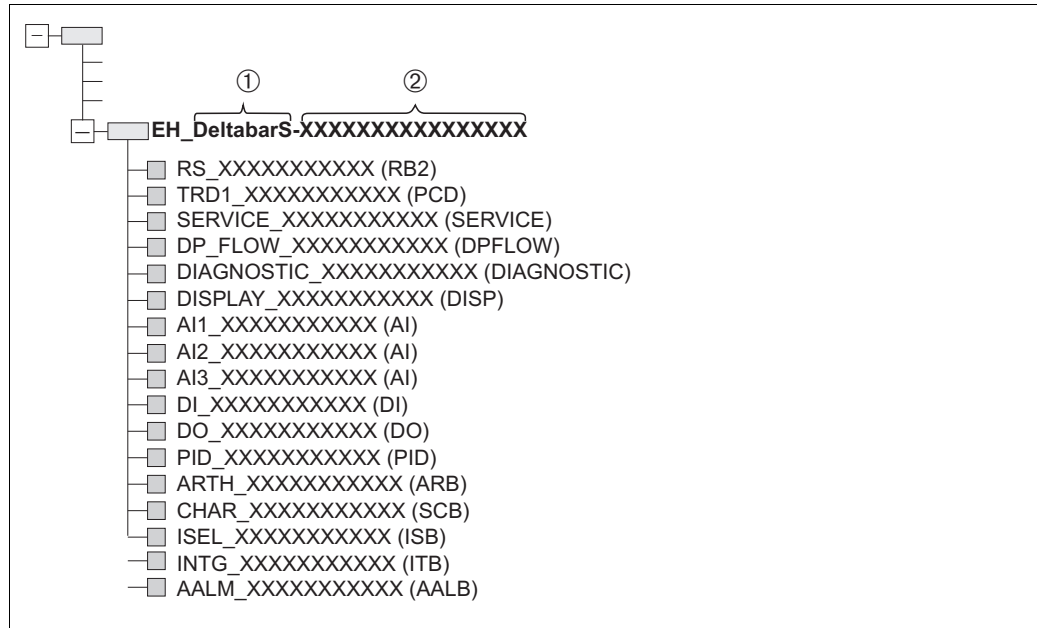 ① ②
EH_DeltabarS-XXXXXXXXXXXXXXXX
RS_XXXXXXXXXXX (RB2)
TRD1_XXXXXXXXXXX (PCD)
SERVICE_XXXXXXXXXXX (SERVICE)
DP_FLOW_XXXXXXXXXXX (DPFLOW)
DIAGNOSTIC_XXXXXXXXXXX (DIAGNOSTIC)
DISPLAY_XXXXXXXXXXX (DISP)
AI1_XXXXXXXXXXX (AI)
AI2_XXXXXXXXXXX (AI)
AI3_XXXXXXXXXXX (AI)
DI_XXXXXXXXXXX (DI)
DO_XXXXXXXXXXX (DO)
PID_XXXXXXXXXXX (PID)
ARTH_XXXXXXXXXXX (ARB)
CHAR_XXXXXXXXXXX (SCB)
ISEL_XXXXXXXXXXX (ISB)
INTG_XXXXXXXXXXX (ITB)
AALM_XXXXXXXXXXX (AALB)